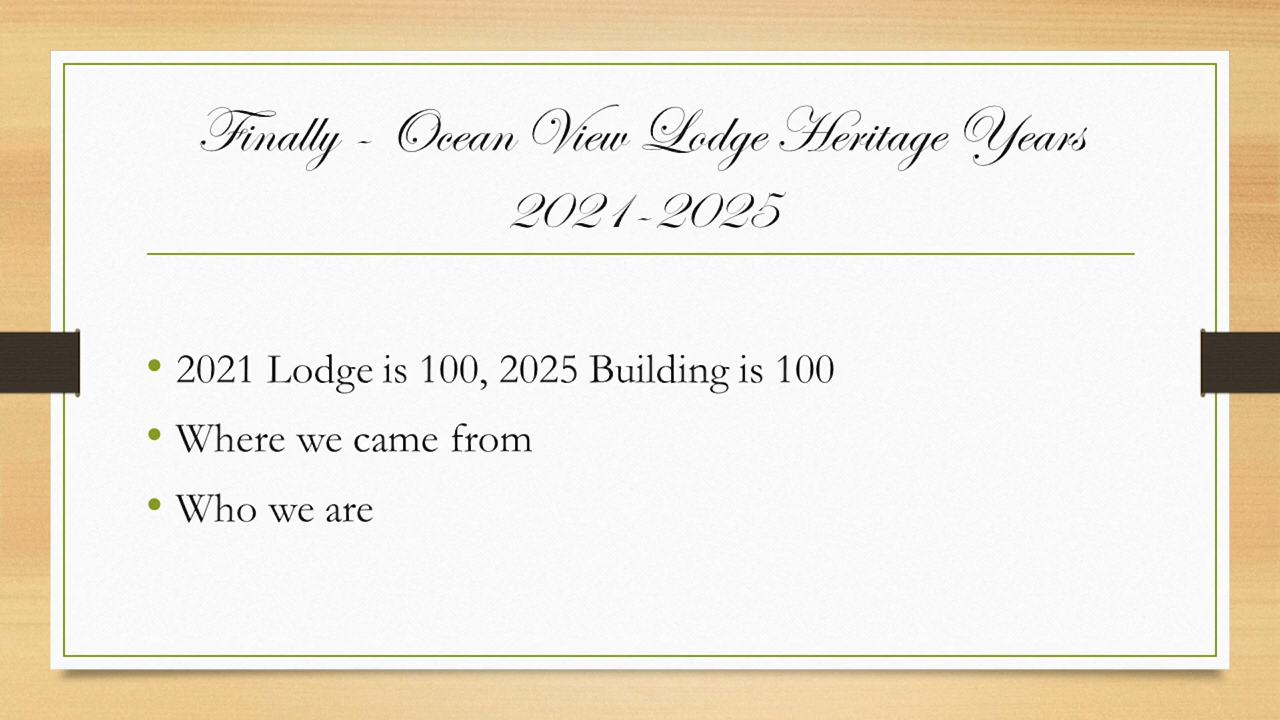 Finally - Ocean View Lodge Heritage Years
2021-2025
• 2021 Lodge is 100, 2025 Building is 100
• Where we came from
• Who we are